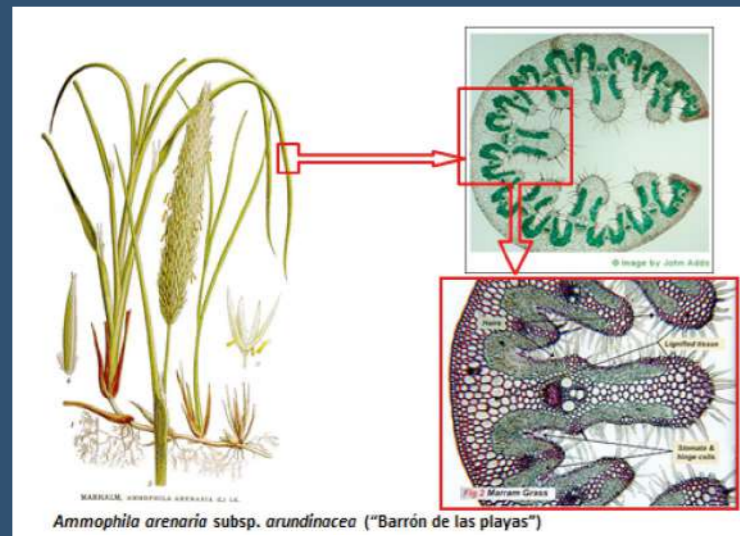 © Image by John Adds
Hairs
Lignified tissue
Stomata &
hinge cells
Fig 2 Marram Grass
MARHALM, AMMOPHILA ARENARIA (L.) LK.
Ammophila arenaria subsp. arundinacea (“Barrón de las playas”)